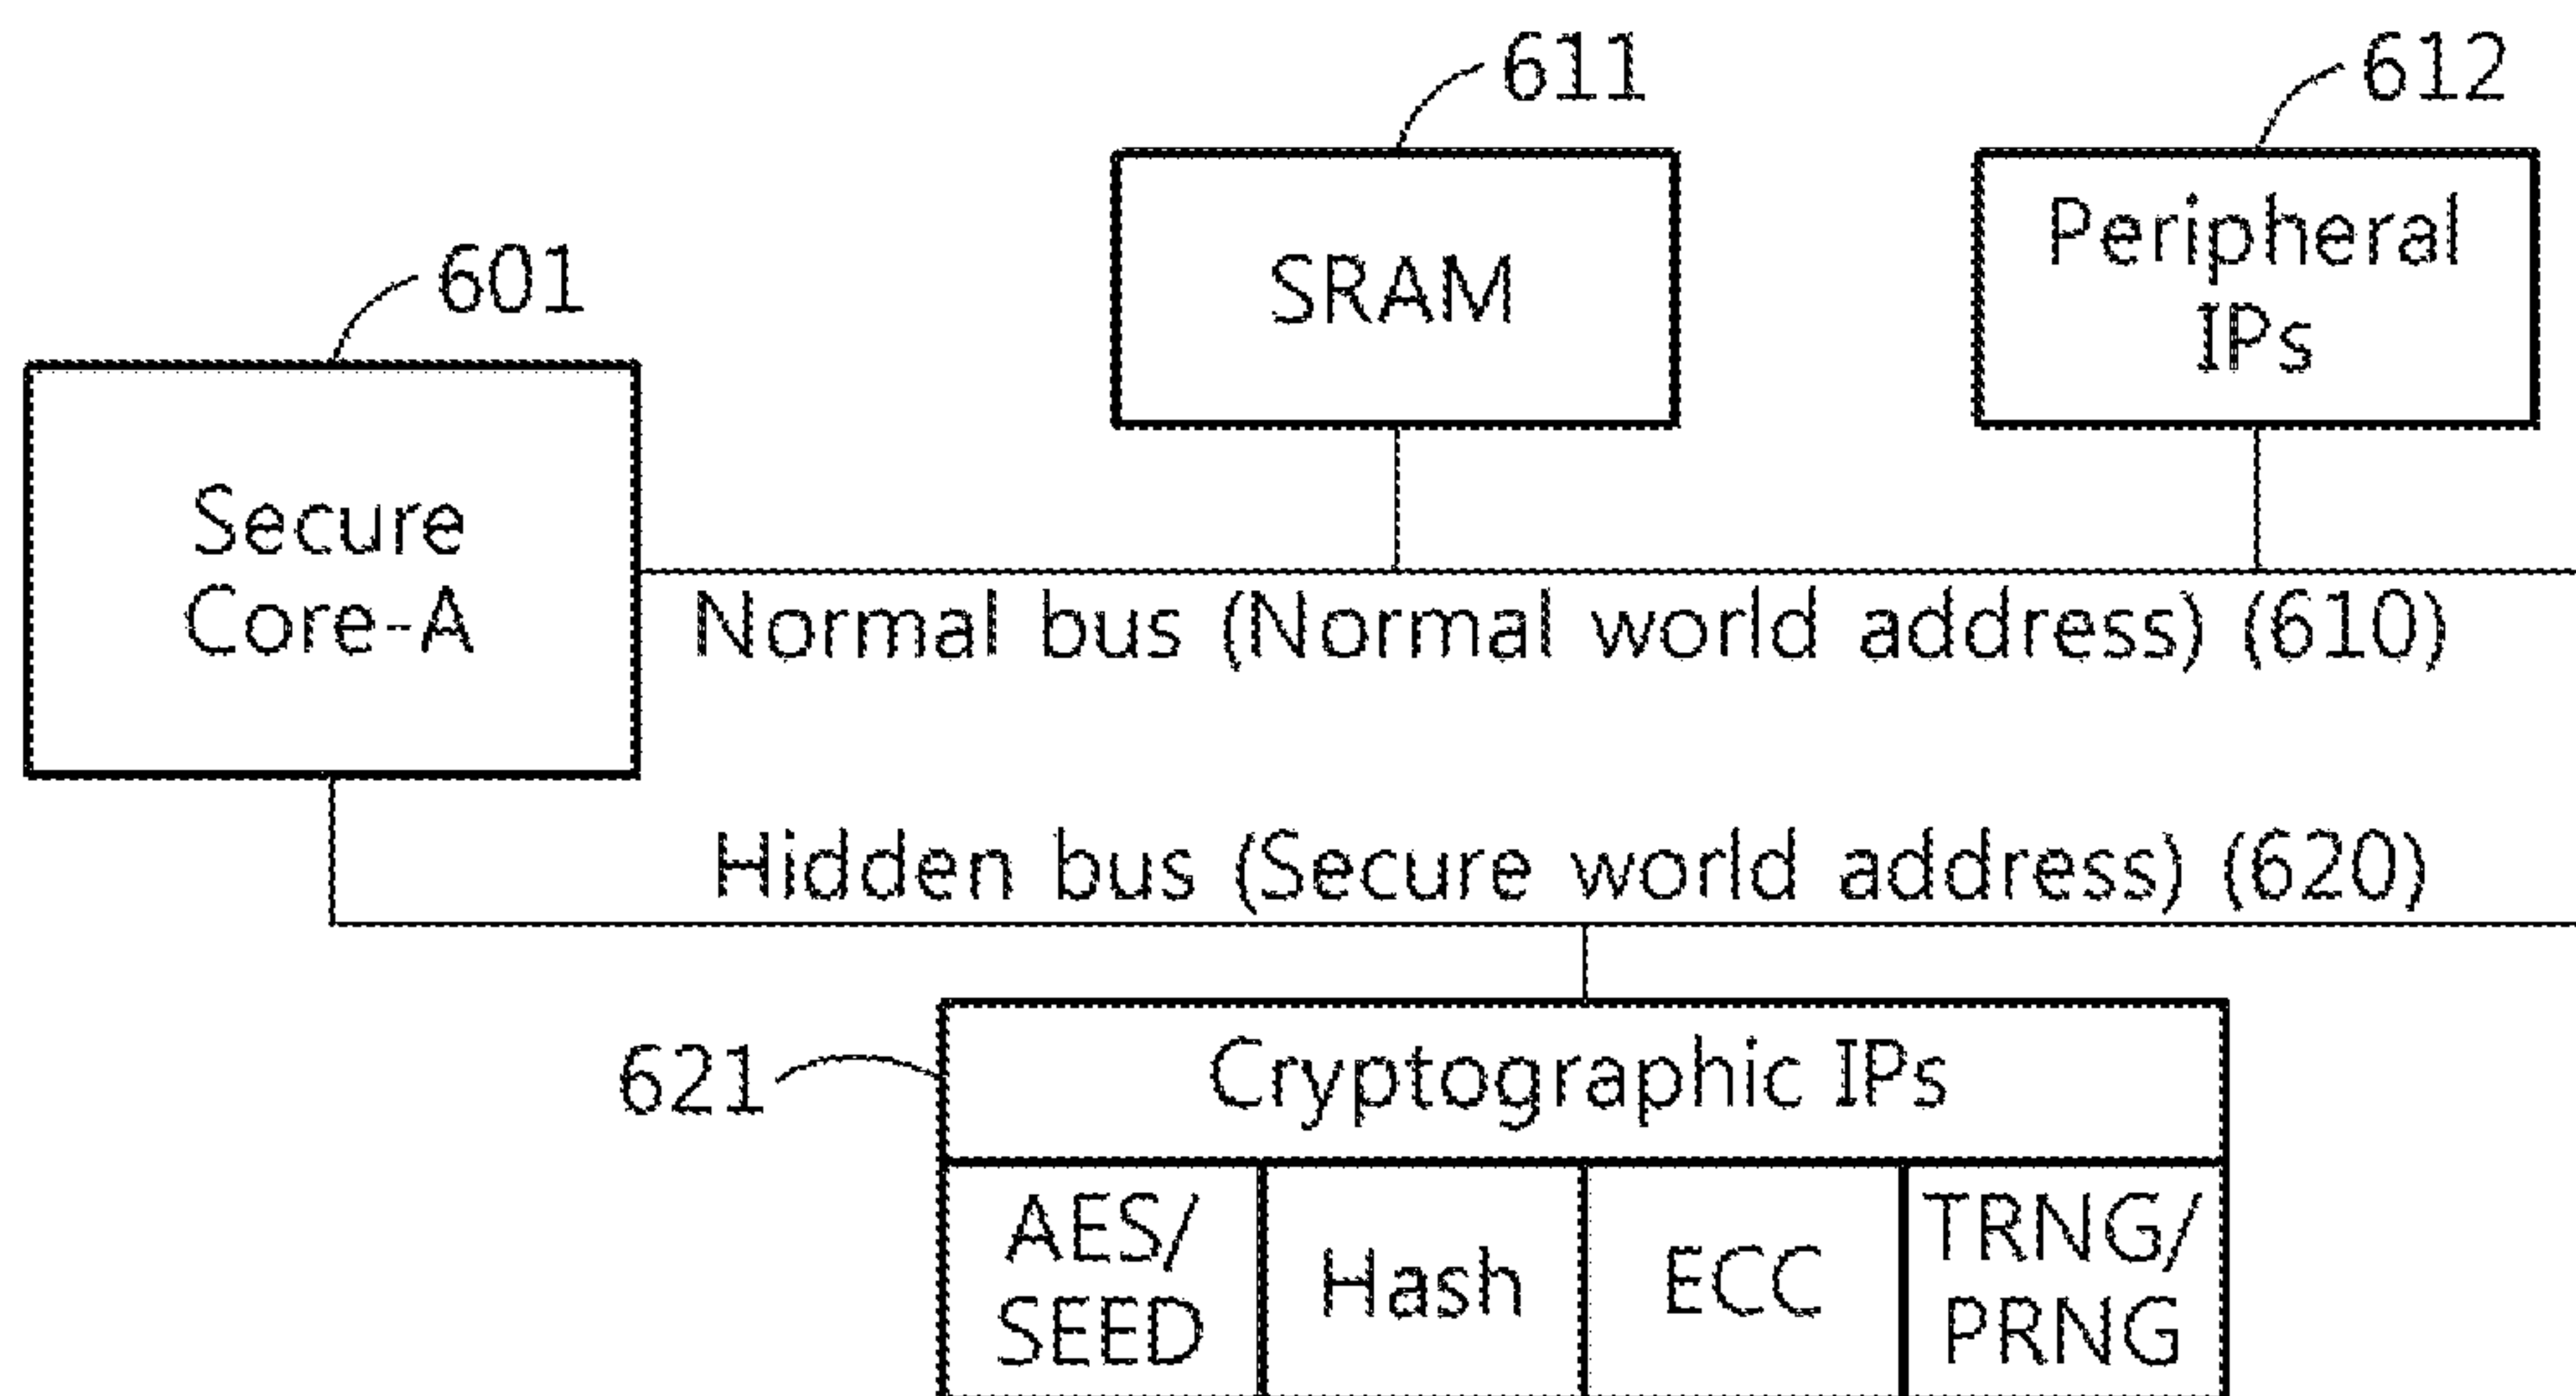 611
612
SRAM
Peripheral
IPs
601
Secure
Core-A
Normal bus (Normal world address) (610)
Hidden bus (Secure world address) (620)
621
Cryptographic IPs
AES/
SEED
Hash
ECC
TRNG/
PRNG